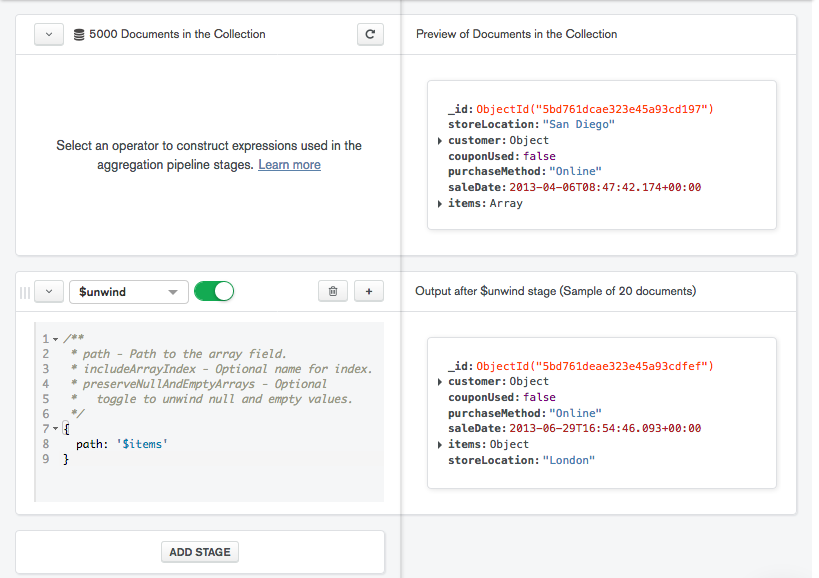 5000 Documents in the Collection
Preview of Documents in the Collection
Select an operator to construct expressions used in the
aggregation pipeline stages. Learn more
_id: ObjectId("5bd761dcae323e45a93cd197")
storeLocation: "San Diego"
customer: Object
couponUsed: false
purchaseMethod: "Online"
saleDate: 2013-04-06T08:47:42.174+00:00
items: Array
$unwind
+
Output after $unwind stage (Sample of 20 documents)
1 /**
2  * path - Path to the array field.
3  * includeArrayIndex - Optional name for index.
4  * preserveNullAndEmptyArrays - Optional
5  *   toggle to unwind null and empty values.
6  */
7 {
8   path: '$items'
9 }
_id: ObjectId("5bd761deae323e45a93cdfef")
customer: Object
couponUsed: false
purchaseMethod: "Online"
saleDate: 2013-06-29T16:54:46.093+00:00
items: Object
storeLocation: "London"
ADD STAGE